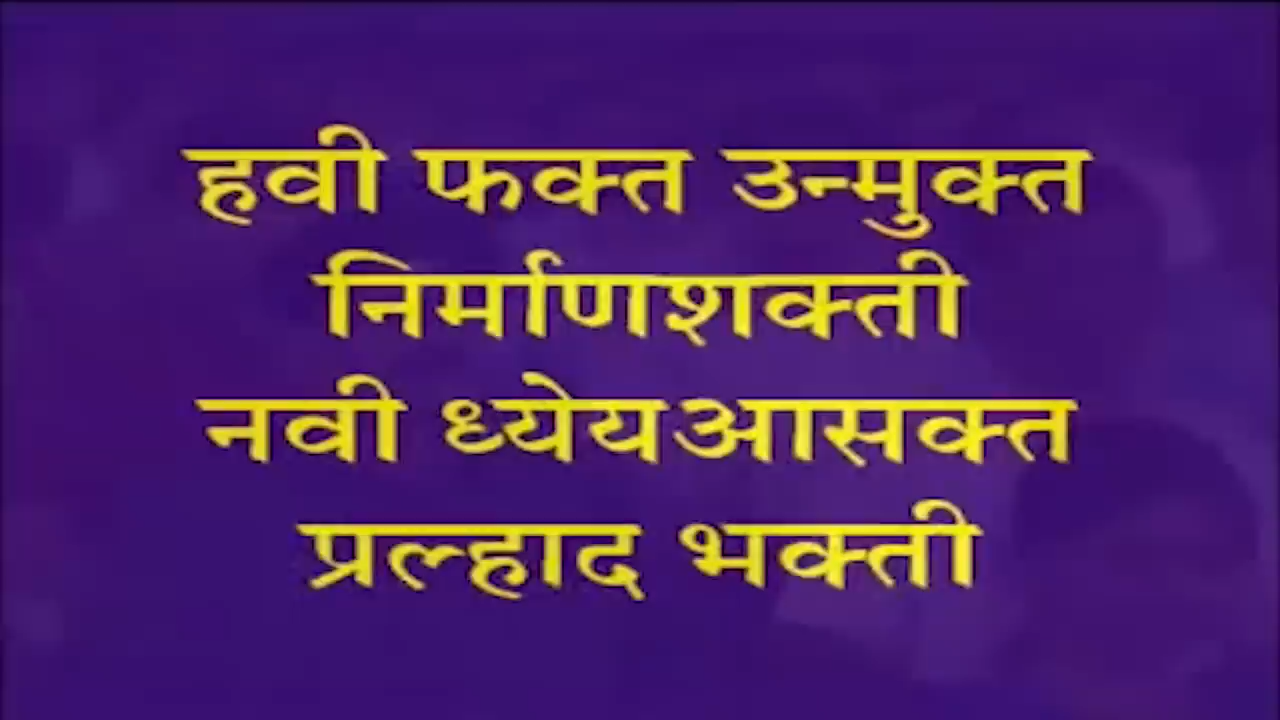 हवी फक्त उन्मुक्त
निर्माणशक्ती
नवी ध्येयआसक्त
प्रल्हाद भक्ती